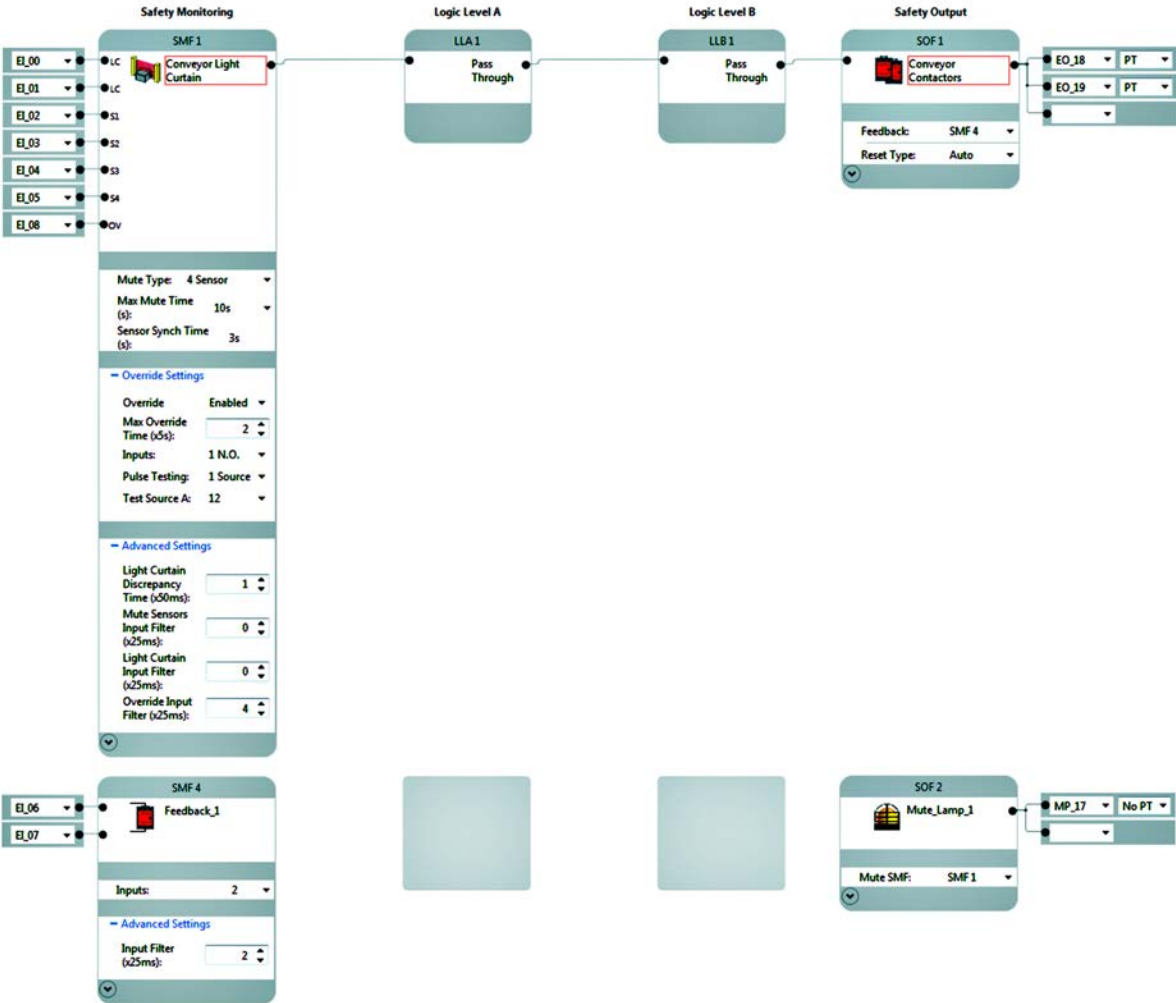 Safety Monitoring
Logic Level A
Logic Level B
Safety Output
SMF 1
EI_00
LC
Conveyor Light
Curtain
EI_01
LC
EI_02
S1
EI_03
S2
EI_04
S3
EI_05
S4
EI_08
OV
Mute Type: 4 Sensor
Max Mute Time
(s):
10s
Sensor Synch Time
(s):
3s
Override Settings
Override Enabled
Max Override
Time (x5s):
2
Inputs: 1 N.O.
Pulse Testing: 1 Source
Test Source A: 12
Advanced Settings
Light Curtain
Discrepancy
Time (x50ms):
1
Mute Sensors
Input Filter
(x25ms):
0
Light Curtain
Input Filter
(x25ms):
0
Override Input
Filter (x25ms):
4
LLA 1
Pass
Through
LLB 1
Pass
Through
SOF 1
Conveyor
Contactors
EO_18 PT
EO_19 PT
Feedback: SMF 4
Reset Type: Auto
SMF 4
EI_06
Feedback_1
EI_07
Inputs: 2
Advanced Settings
Input Filter
(x25ms):
2
SOF 2
Mute_Lamp_1
MP_17 No PT
Mute SMF: SMF 1